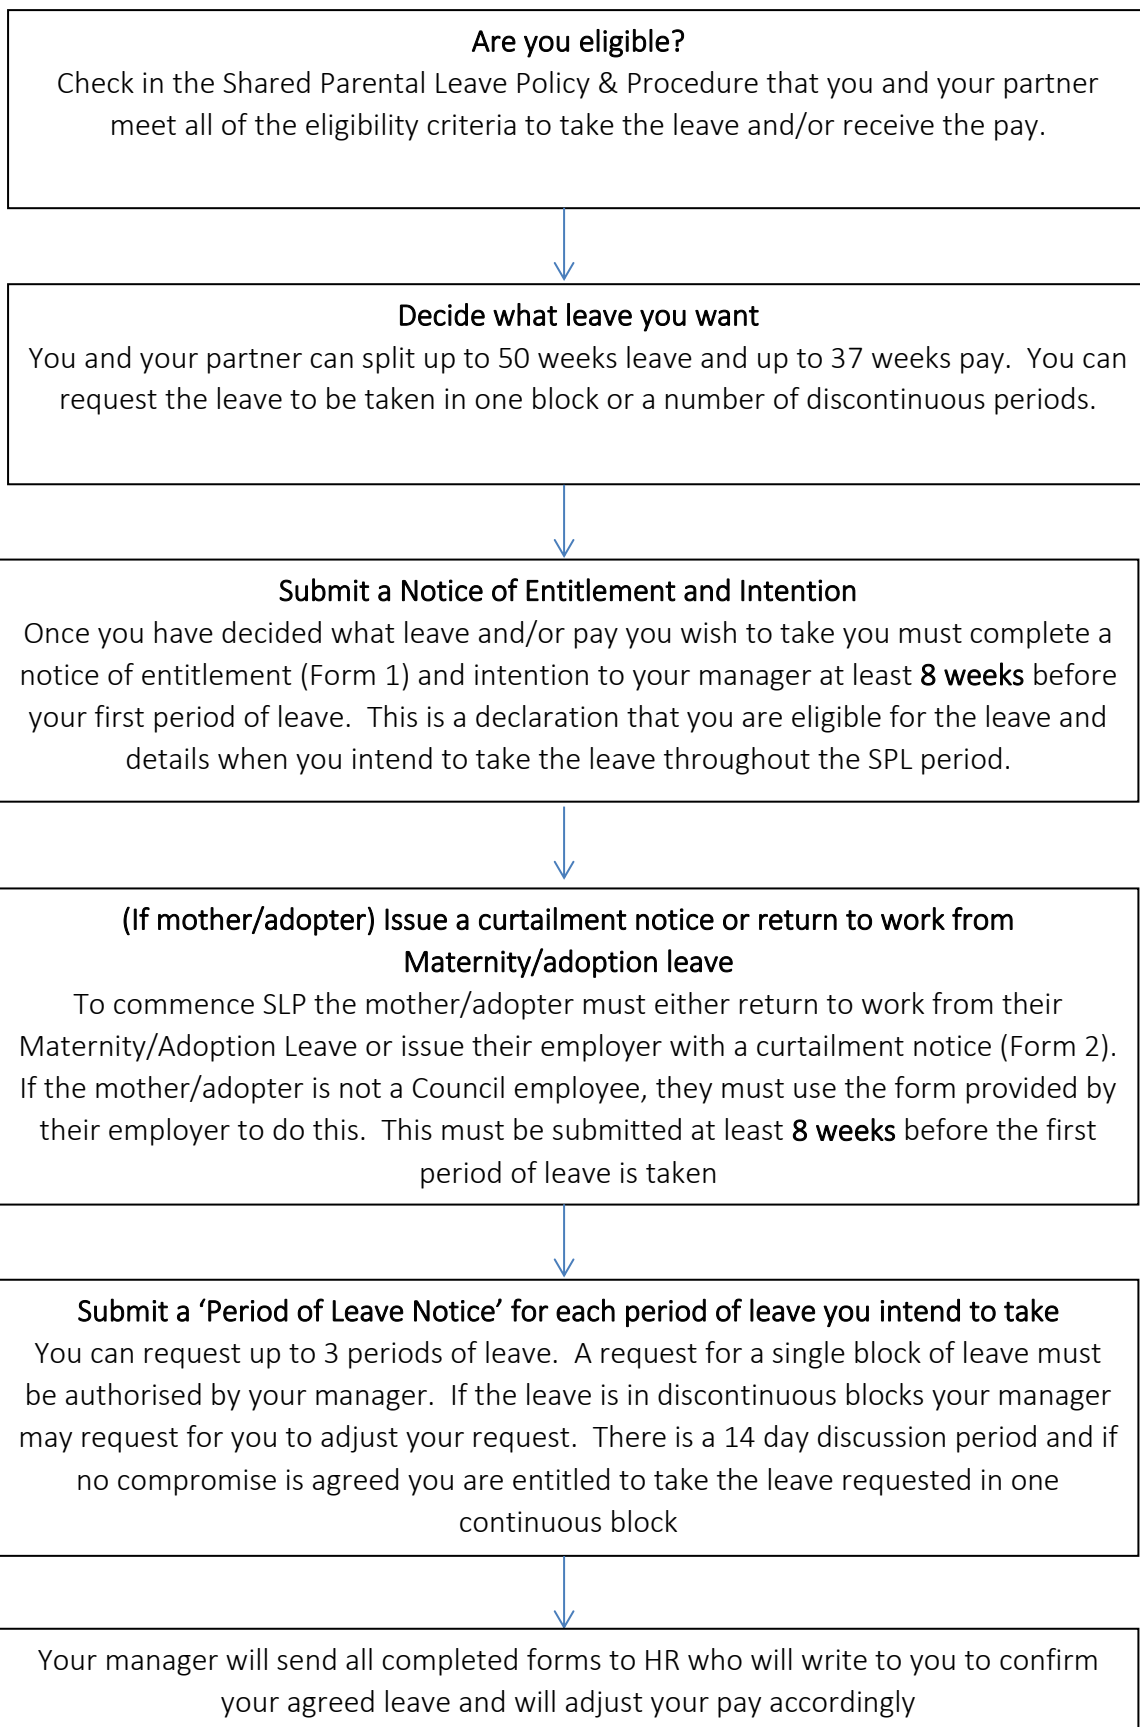 Are you eligible?
Check in the Shared Parental Leave Policy & Procedure that you and your partner
meet all of the eligibility criteria to take the leave and/or receive the pay.
Decide what leave you want
You and your partner can split up to 50 weeks leave and up to 37 weeks pay.  You can
request the leave to be taken in one block or a number of discontinuous periods.
Submit a Notice of Entitlement and Intention
Once you have decided what leave and/or pay you wish to take you must complete a
notice of entitlement (Form 1) and intention to your manager at least 8 weeks before
your first period of leave.  This is a declaration that you are eligible for the leave and
details when you intend to take the leave throughout the SPL period.
(If mother/adopter) Issue a curtailment notice or return to work from
Maternity/adoption leave
To commence SLP the mother/adopter must either return to work from their
Maternity/Adoption Leave or issue their employer with a curtailment notice (Form 2).
If the mother/adopter is not a Council employee, they must use the form provided by
their employer to do this.  This must be submitted at least 8 weeks before the first
period of leave is taken
Submit a ‘Period of Leave Notice’ for each period of leave you intend to take
You can request up to 3 periods of leave.  A request for a single block of leave must
be authorised by your manager.  If the leave is in discontinuous blocks your manager
may request for you to adjust your request.  There is a 14 day discussion period and if
no compromise is agreed you are entitled to take the leave requested in one
continuous block
Your manager will send all completed forms to HR who will write to you to confirm
your agreed leave and will adjust your pay accordingly